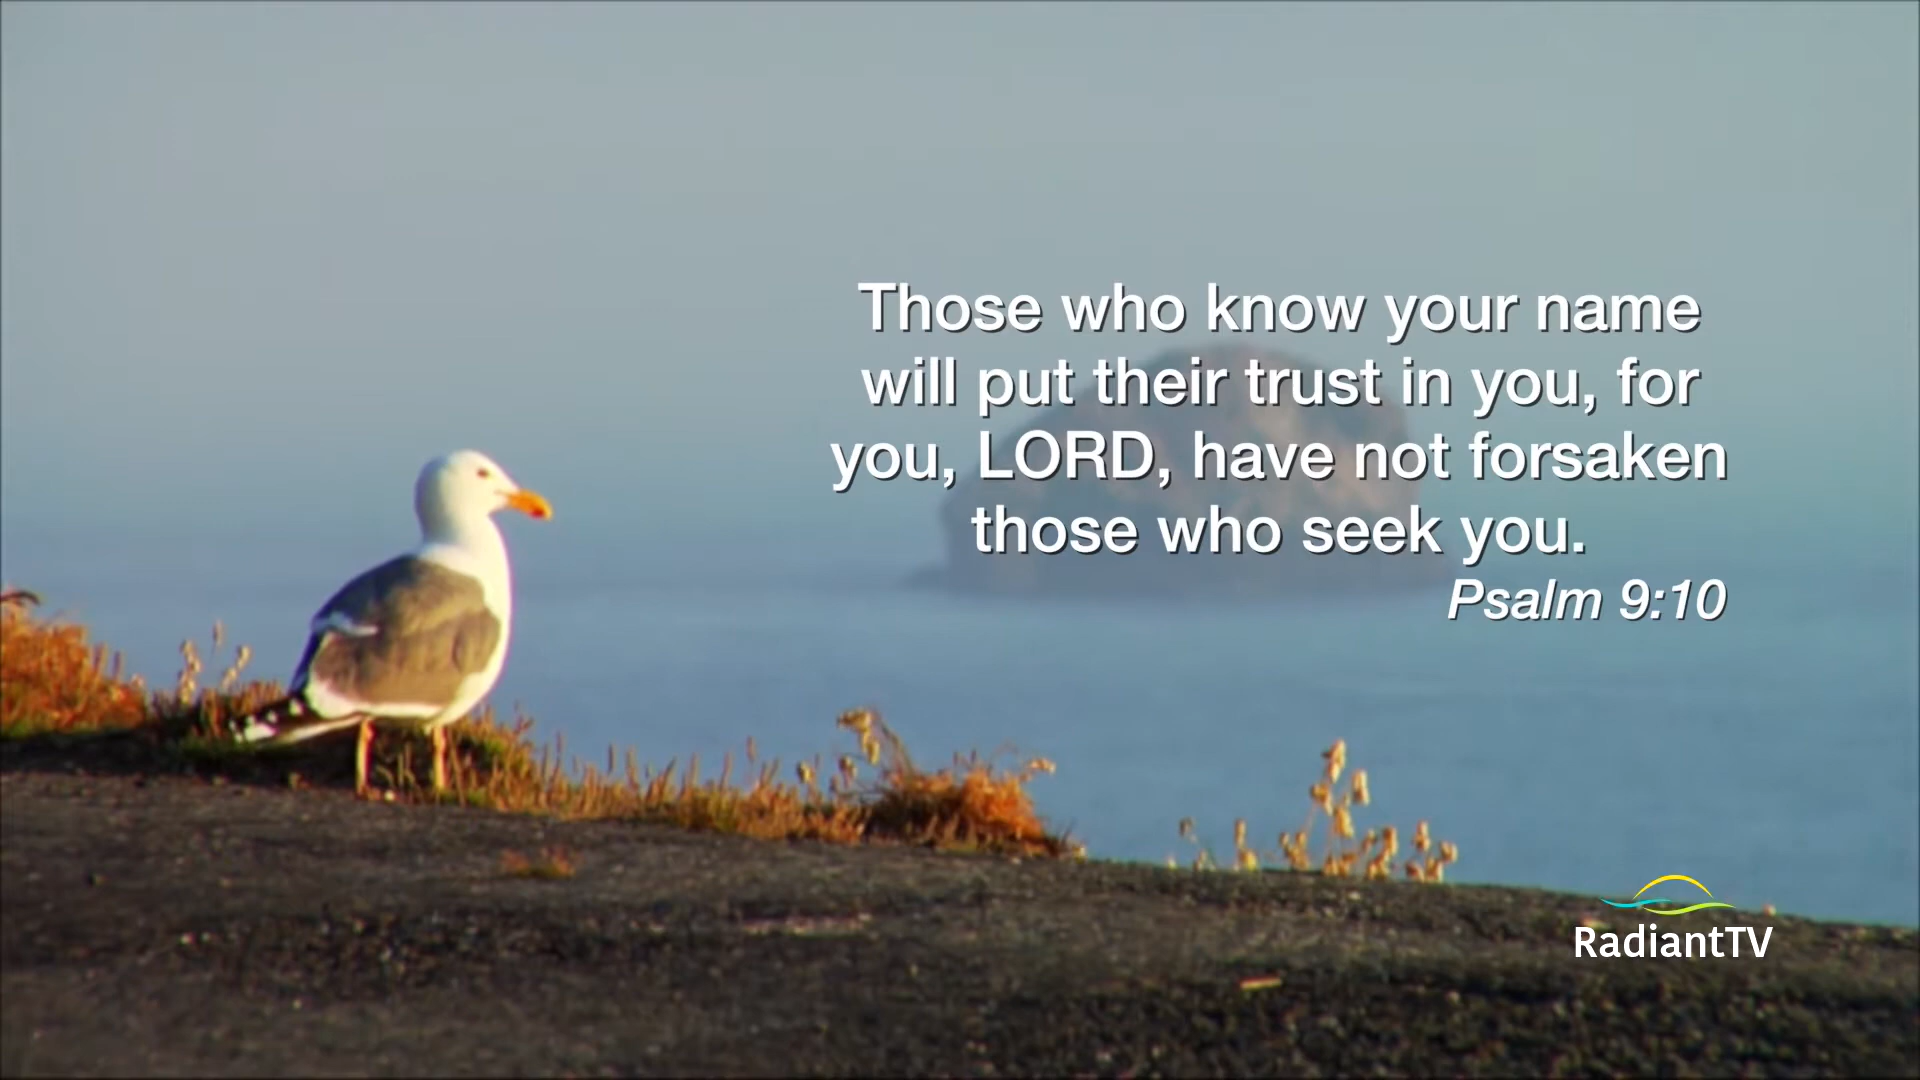 Those who know your name
will put their trust in you, for
you, LORD, have not forsaken
those who seek you.
Psalm 9:10
RadiantTV